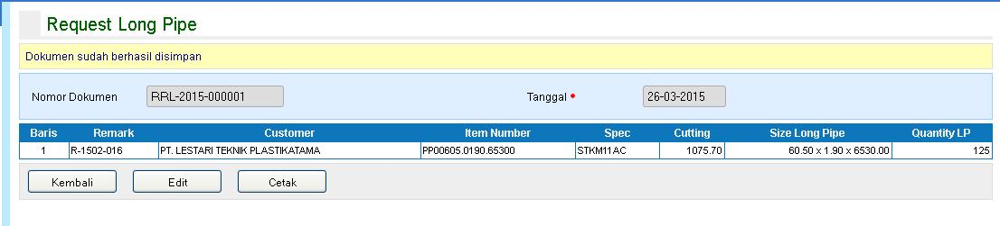 Request Long Pipe
Dokumen sudah berhasil disimpan
Nomor Dokumen RRL-2015-000001 Tanggal • 26-03-2015
Baris Remark Customer Item Number Spec Cutting Size Long Pipe Quantity LP
1 R-1502-016 PT. LESTARI TEKNIK PLASTIKATAMA PP00605.0190.65300 STKM11AC 1075.70 60.50 x 1.90 x 6530.00 125
Kembali Edit Cetak